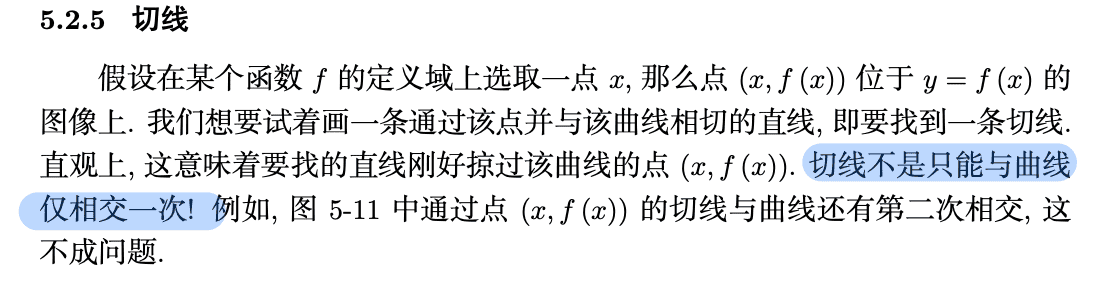 5.2.5 切线
假设在某个函数 f 的定义域上选取一点 x, 那么点 (x, f (x)) 位于 y = f (x) 的
图像上. 我们想要试着画一条通过该点并与该曲线相切的直线, 即要找到一条切线.
直观上, 这意味着要找的直线刚好掠过该曲线的点 (x, f (x)). 切线不是只能与曲线
仅相交一次! 例如, 图 5-11 中通过点 (x, f (x)) 的切线与曲线还有第二次相交, 这
不成问题.